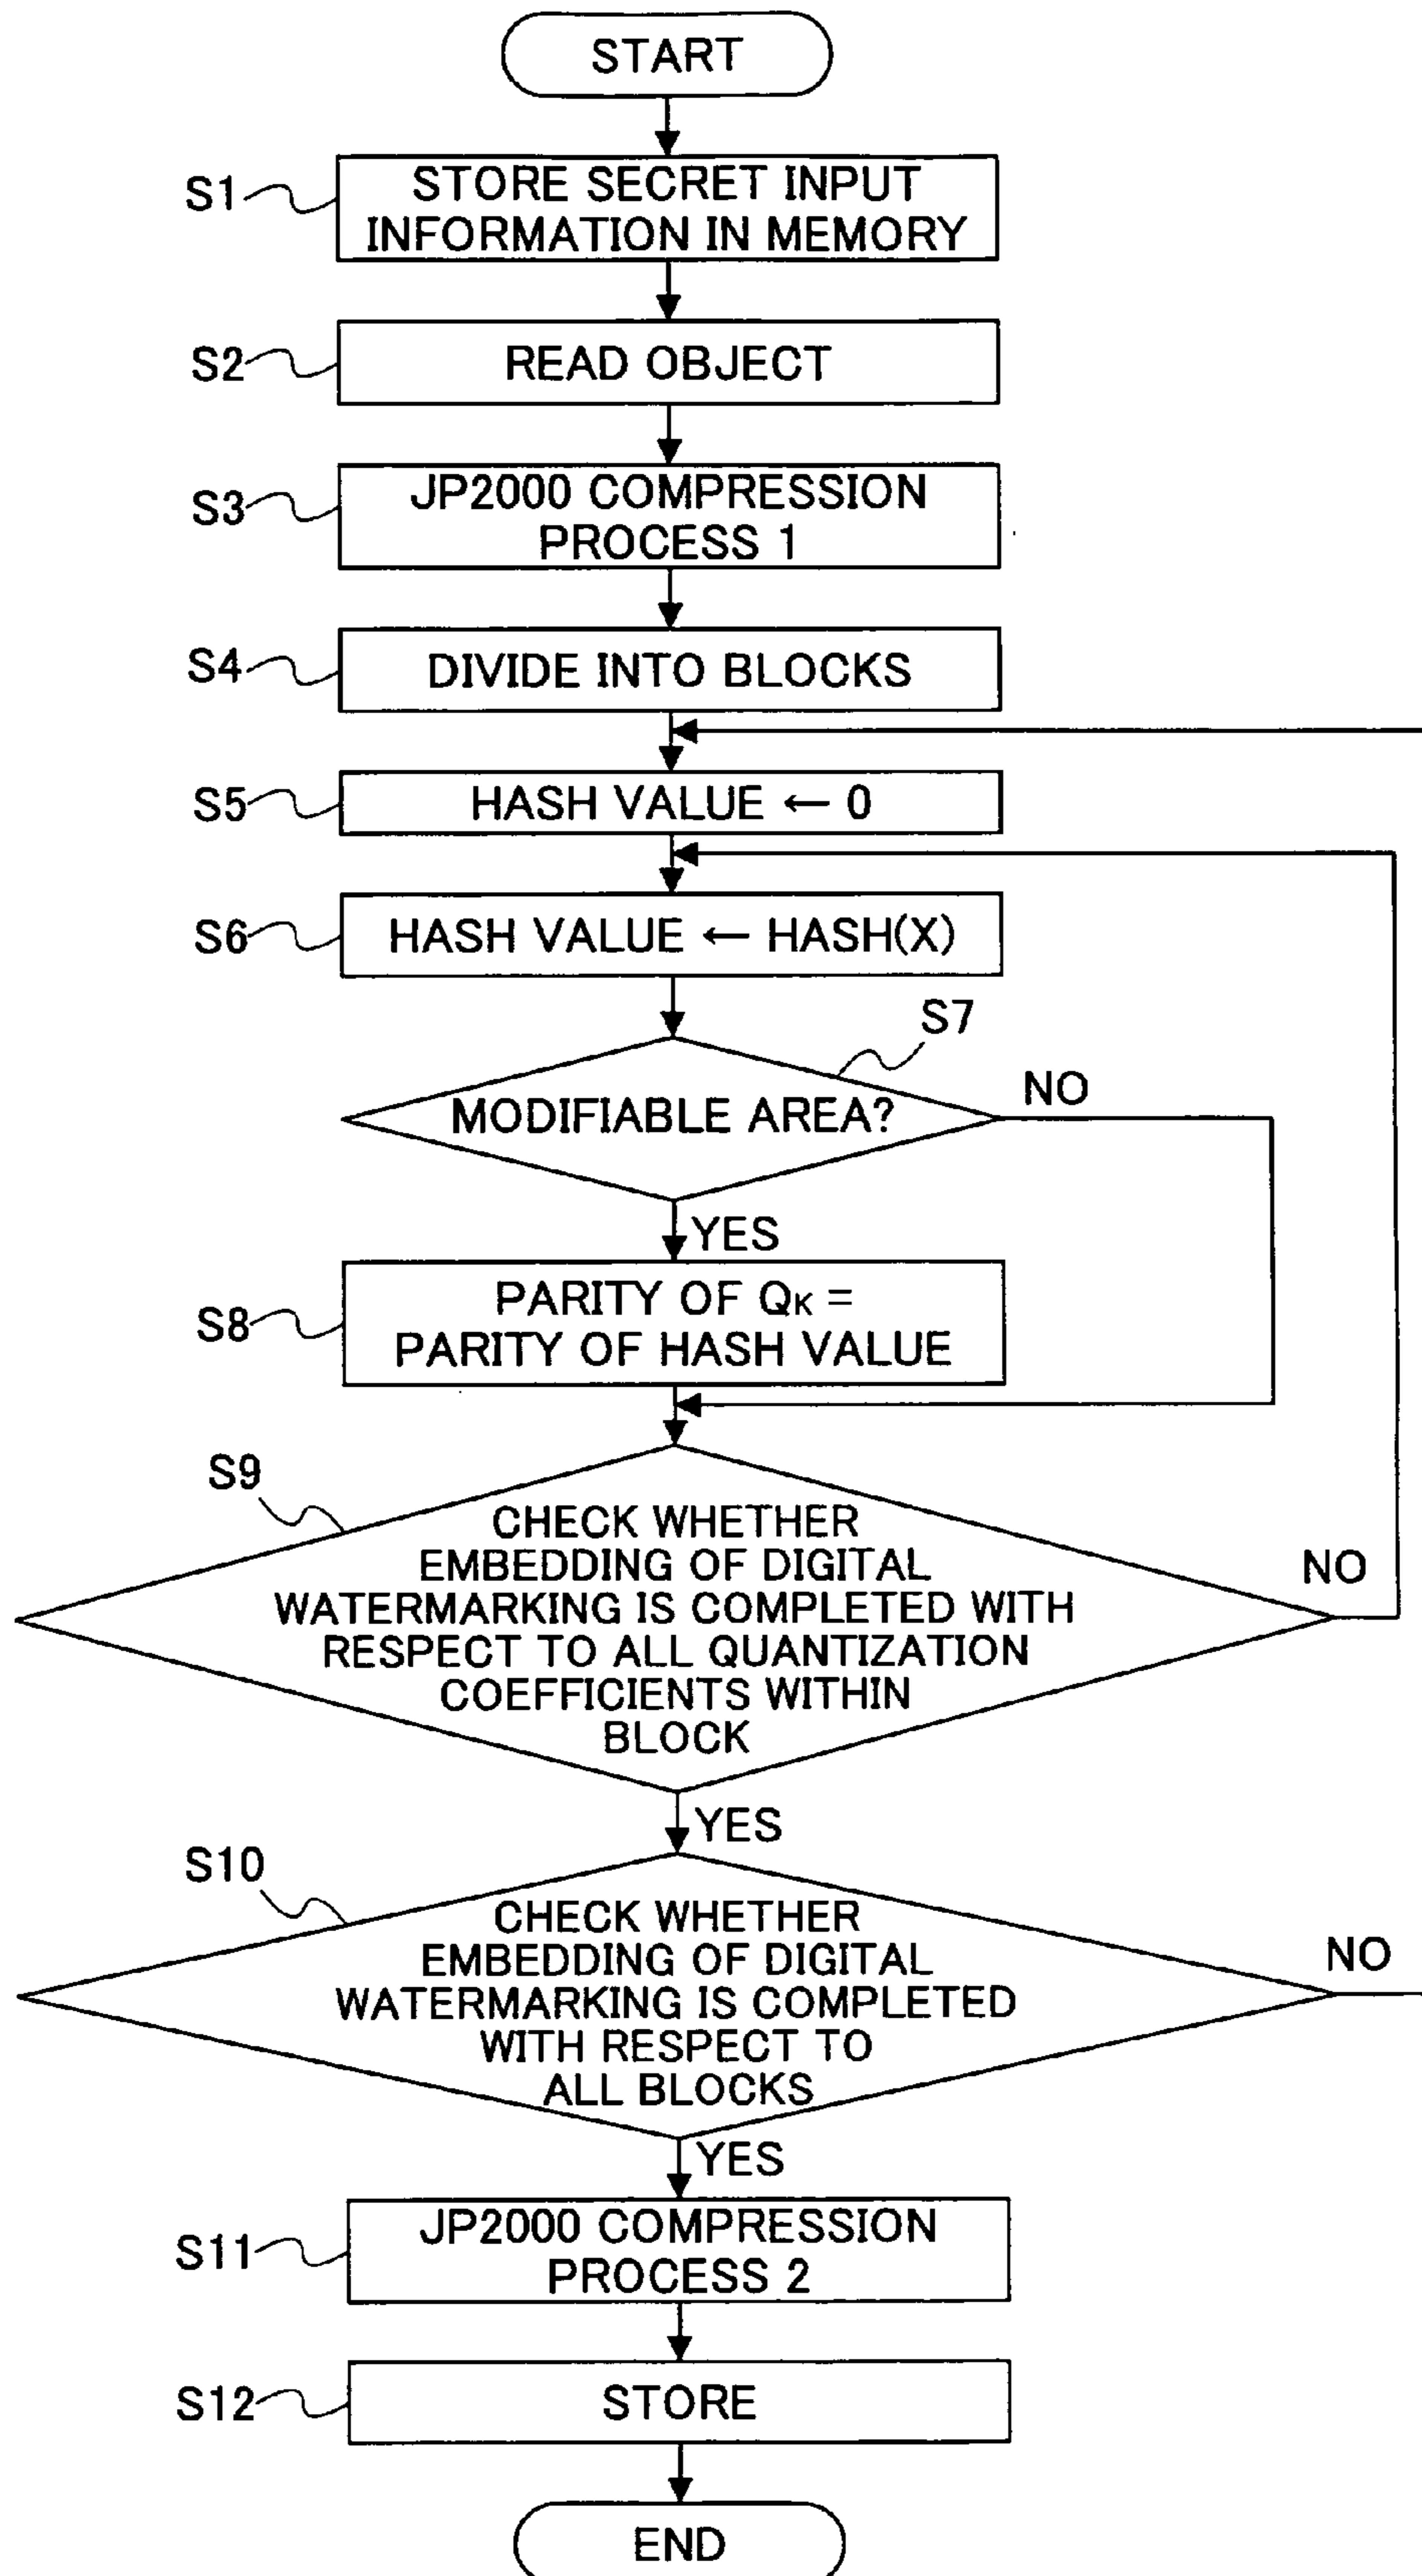 START
S1
STORE SECRET INPUT
INFORMATION IN MEMORY
S2
READ OBJECT
S3
JP2000 COMPRESSION
PROCESS 1
S4
DIVIDE INTO BLOCKS
S5
HASH VALUE ← 0
S6
HASH VALUE ← HASH(X)
S7
MODIFIABLE AREA?
NO
YES
S8
PARITY OF QK =
PARITY OF HASH VALUE
S9
CHECK WHETHER
EMBEDDING OF DIGITAL
WATERMARKING IS COMPLETED WITH
RESPECT TO ALL QUANTIZATION
COEFFICIENTS WITHIN
BLOCK
NO
YES
S10
CHECK WHETHER
EMBEDDING OF DIGITAL
WATERMARKING IS COMPLETED
WITH RESPECT TO
ALL BLOCKS
NO
YES
S11
JP2000 COMPRESSION
PROCESS 2
S12
STORE
END